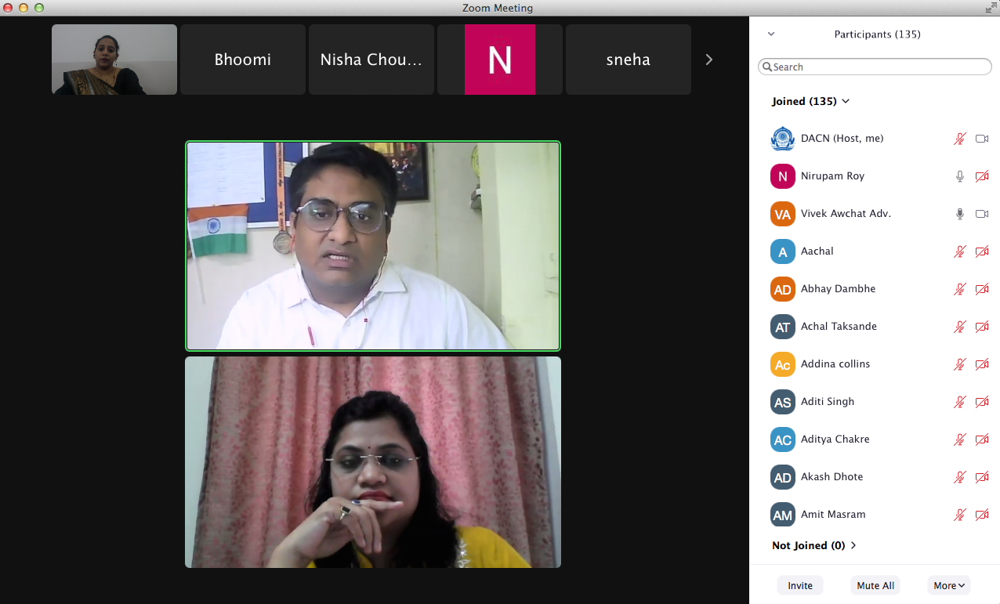 Zoom Meeting
Bhoomi
Nisha Chou...
N
sneha
Participants (135)
Search
Joined (135)
DACN (Host, me)
N Nirupam Roy
VA Vivek Awchat Adv.
A Aachal
AD Abhay Dambhe
AT Achal Taksande
Ac Addina collins
AS Aditi Singh
AC Aditya Chakre
AD Akash Dhote
AM Amit Masram
Not Joined (0)
Invite Mute All More